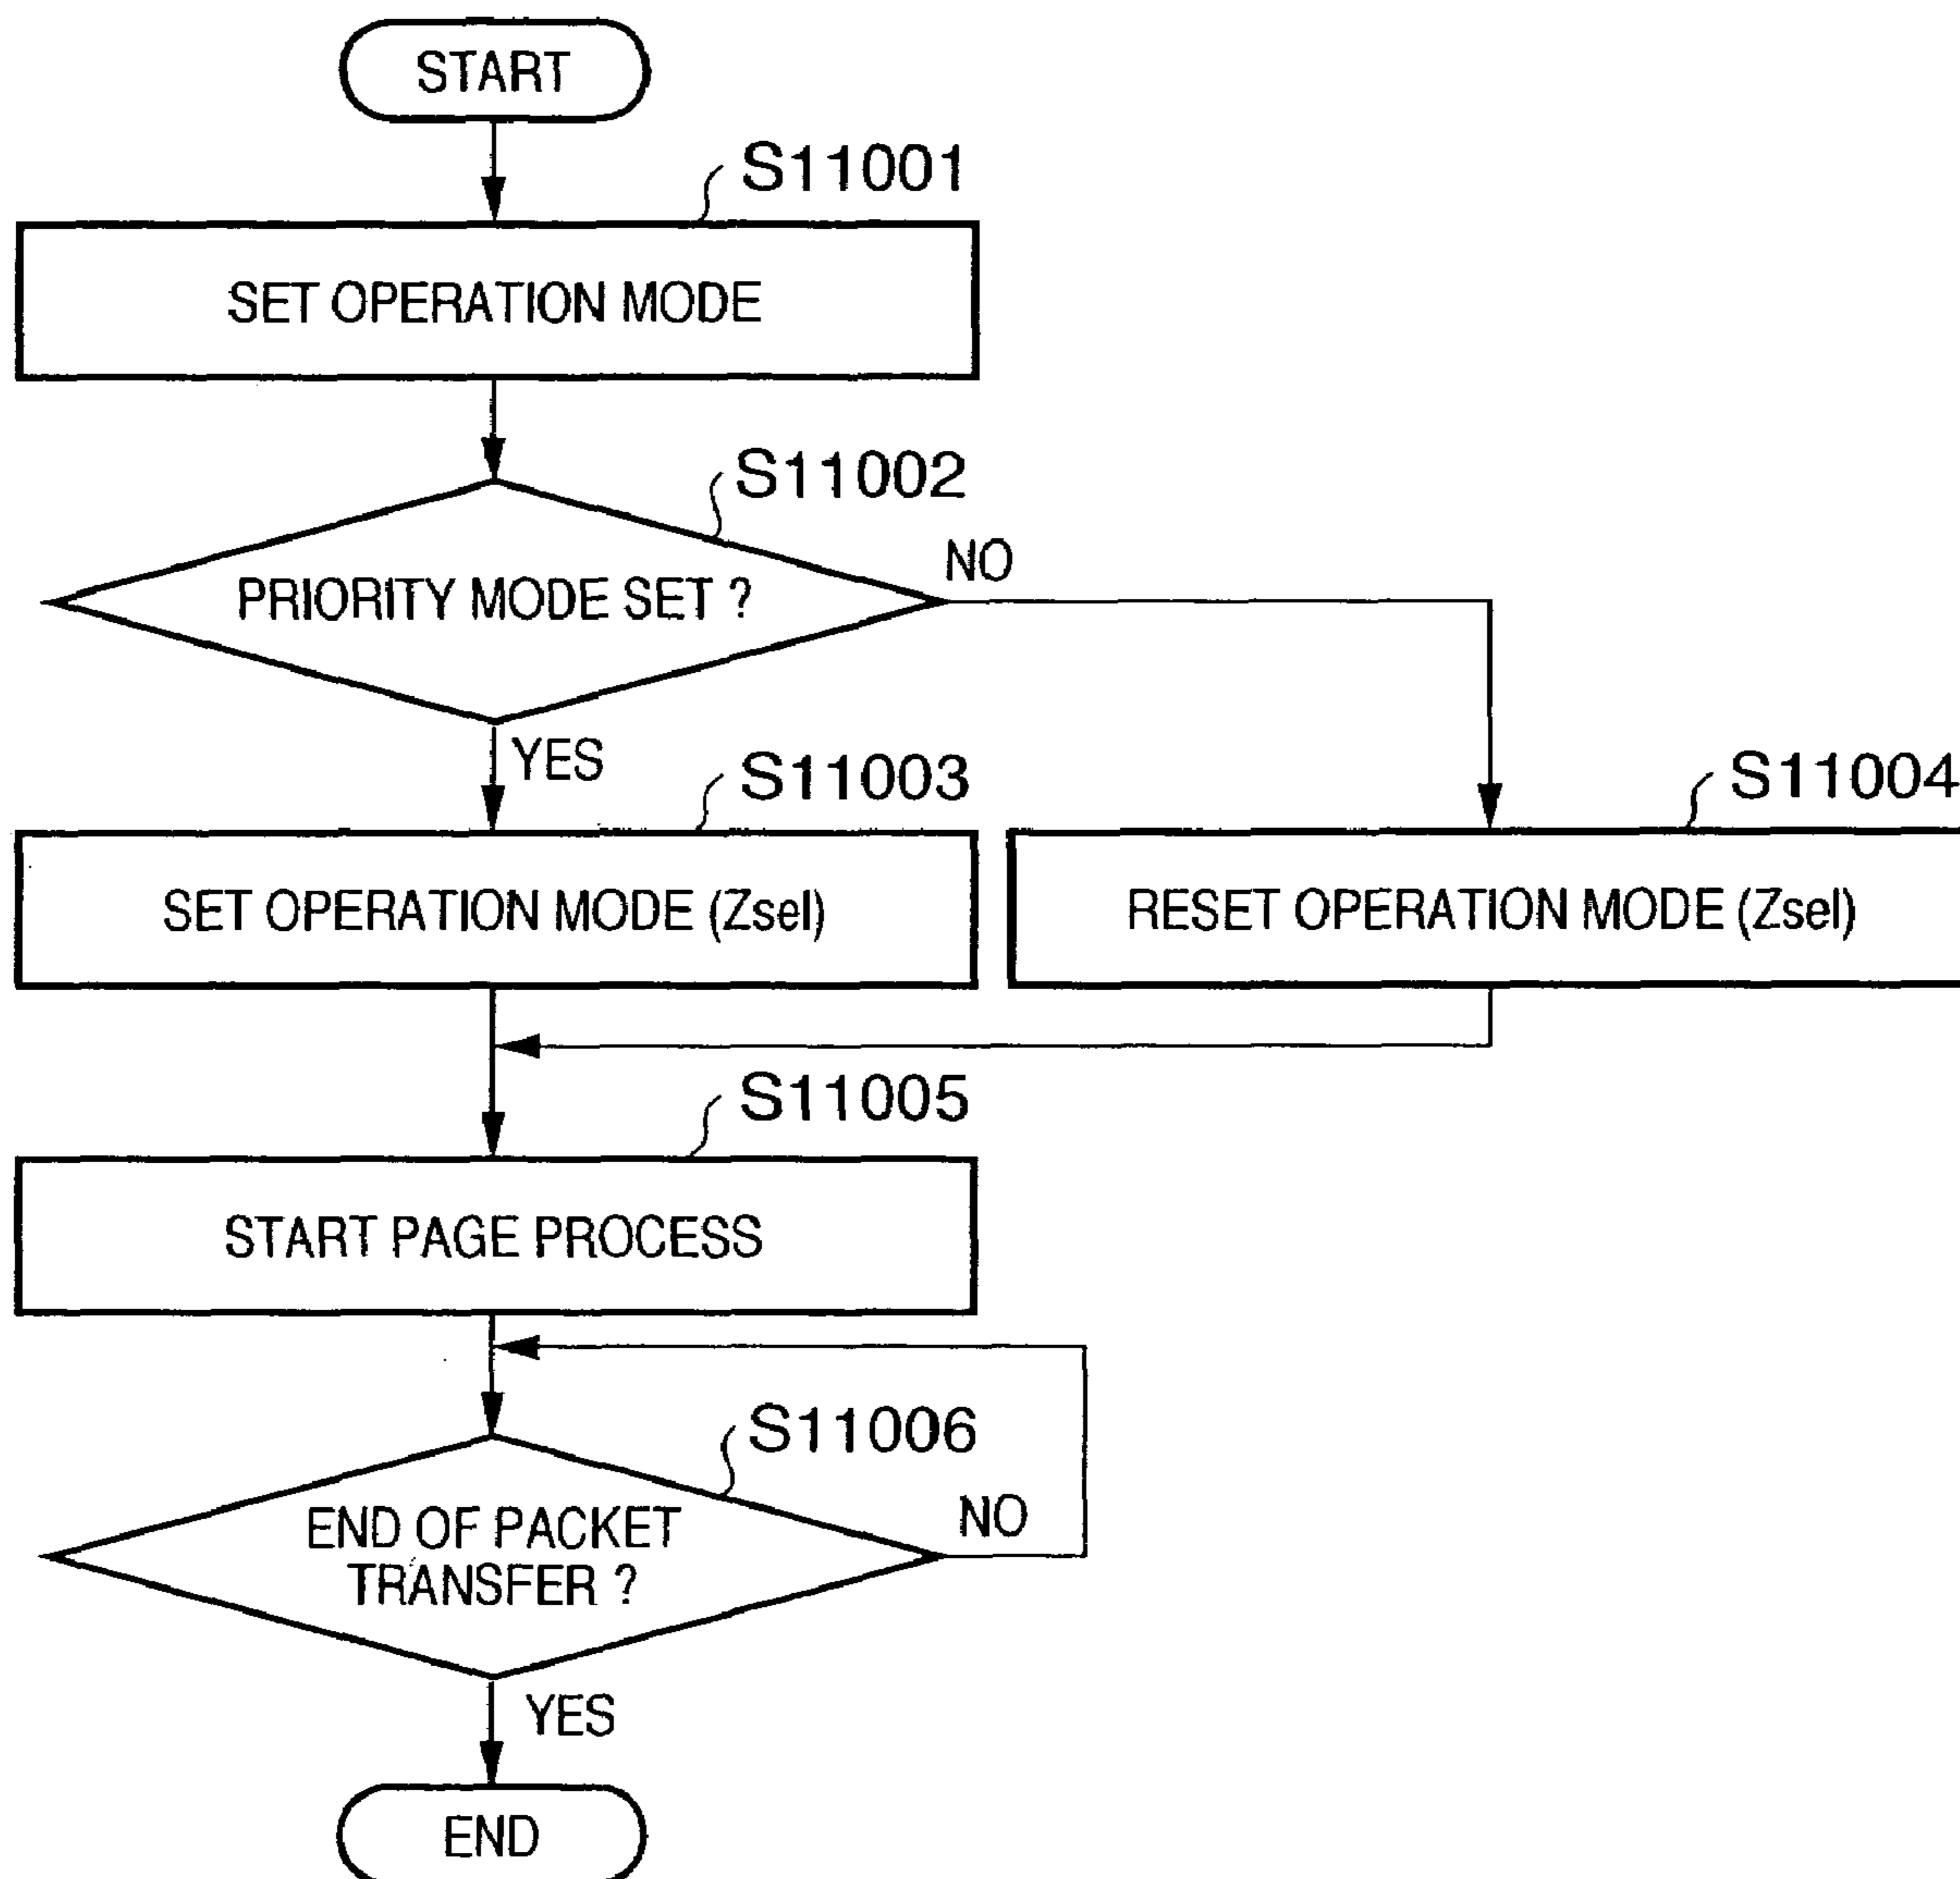 START
S11001
SET OPERATION MODE
S11002
PRIORITY MODE SET ?
NO
YES
S11003
S11004
SET OPERATION MODE (Zsel)
RESET OPERATION MODE (Zsel)
S11005
START PAGE PROCESS
S11006
END OF PACKET
TRANSFER ?
NO
YES
END